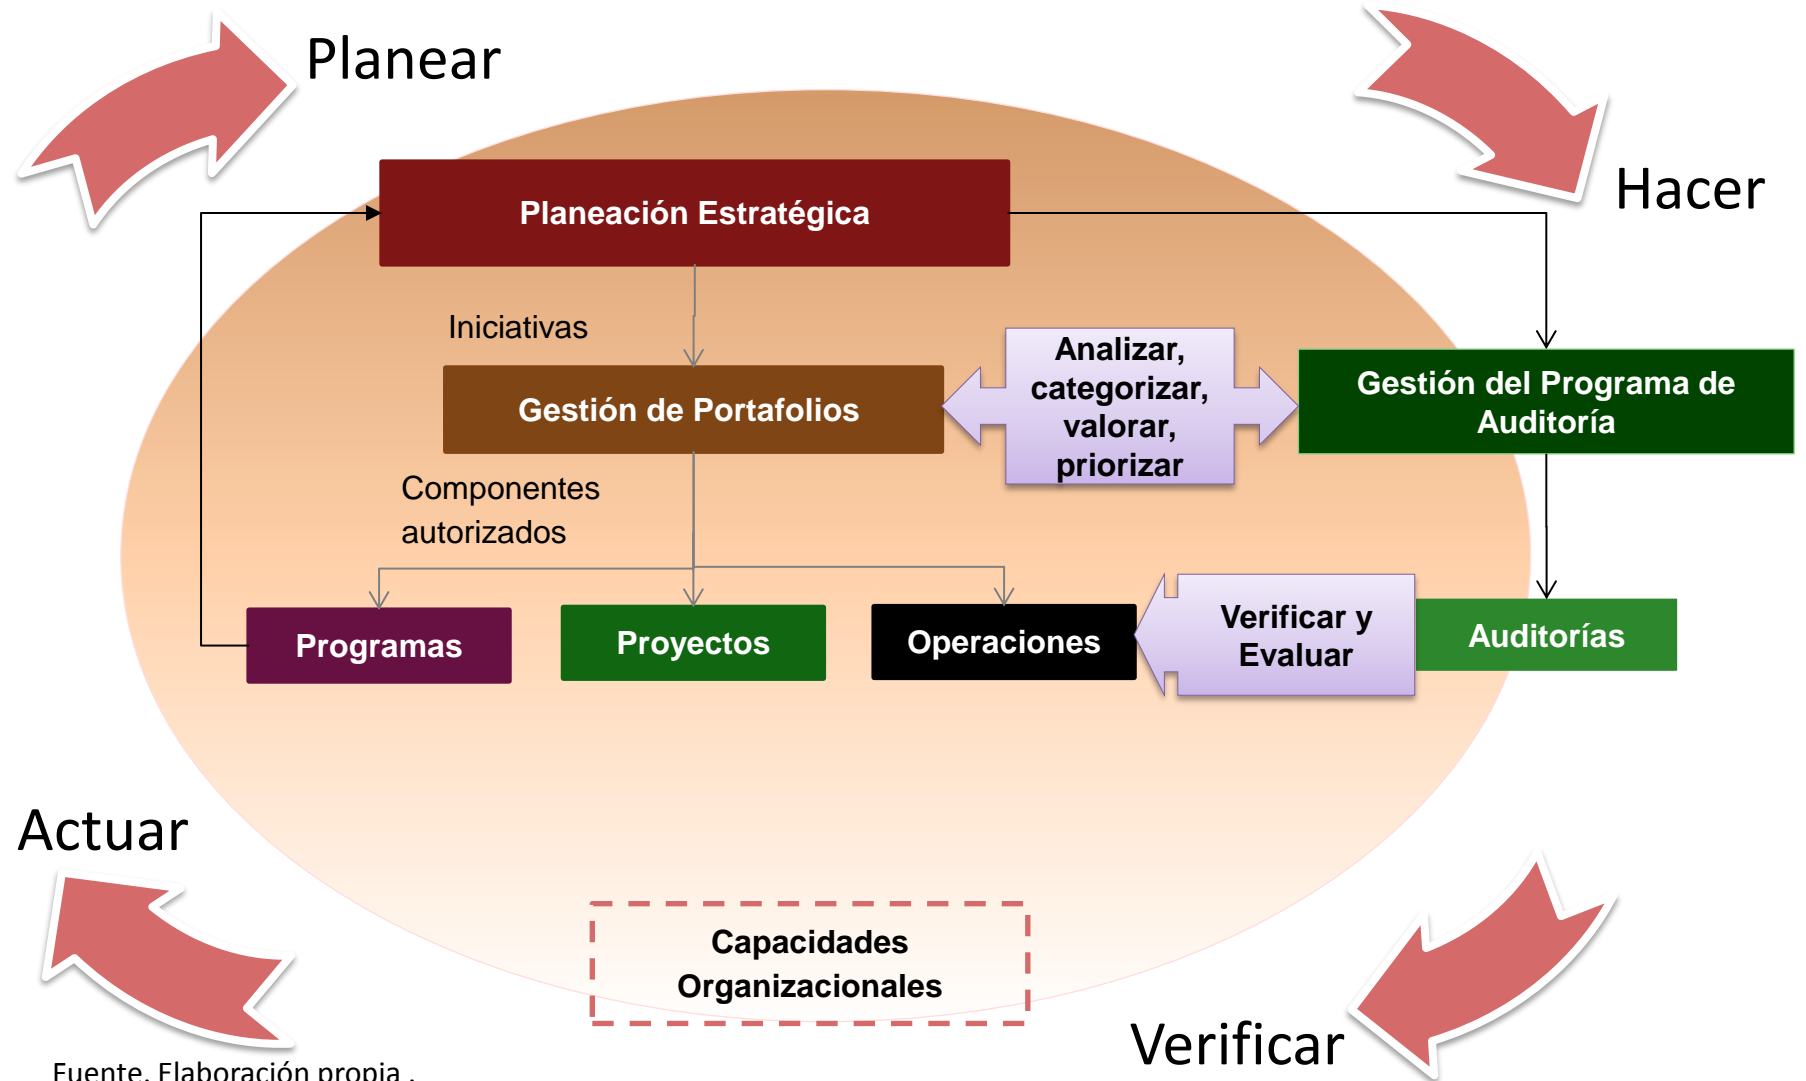 Planear
Hacer
Planeación Estratégica
Iniciativas
Analizar,
categorizar,
valorar,
priorizar
Gestión de Portafolios
Gestión del Programa de
Auditoría
Componentes
autorizados
Programas
Proyectos
Operaciones
Verificar y
Evaluar
Auditorías
Actuar
Capacidades
Organizacionales
Verificar
Fuente. Elaboración propia .